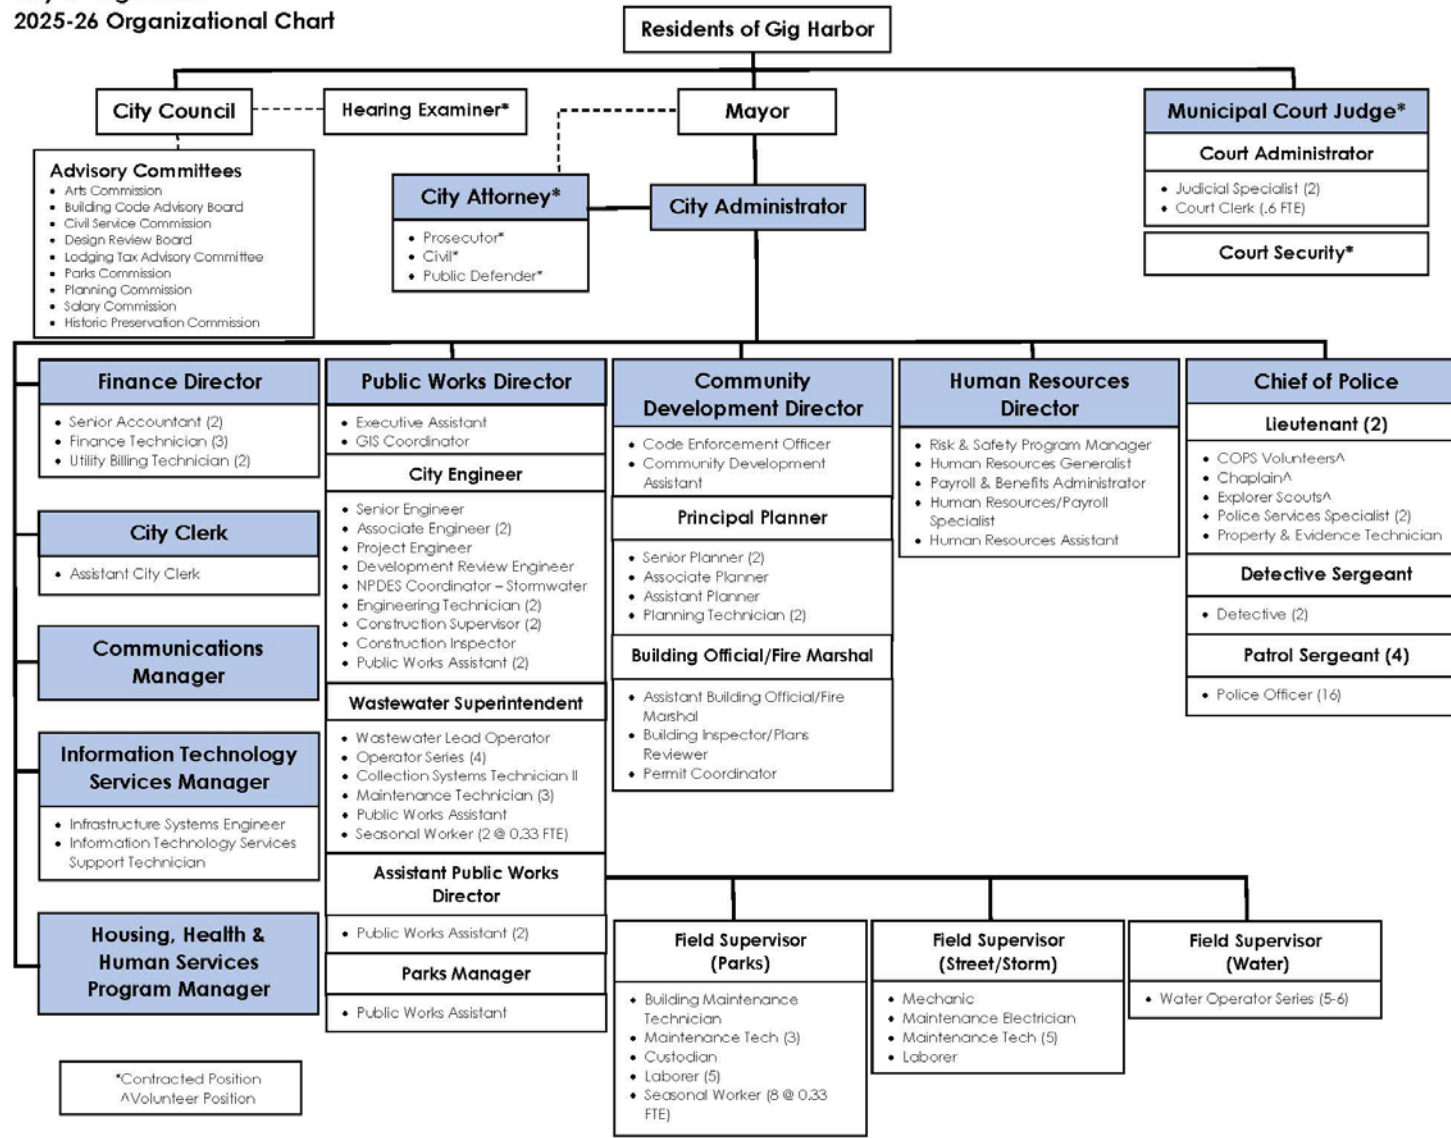 2025-26 Organizational Chart
Residents of Gig Harbor
City Council
Hearing Examiner*
Mayor
Municipal Court Judge*
Court Administrator
• Judicial Specialist (2)
• Court Clerk (.6 FTE)
Court Security*
Advisory Committees
• Arts Commission
• Building Code Advisory Board
• Civil Service Commission
• Design Review Board
• Lodging Tax Advisory Committee
• Parks Commission
• Planning Commission
• Salary Commission
• Historic Preservation Commission
City Attorney*
• Prosecutor*
• Civil*
• Public Defender*
City Administrator
Finance Director
• Senior Accountant (2)
• Finance Technician (3)
• Utility Billing Technician (2)
City Clerk
• Assistant City Clerk
Communications
Manager
Information Technology
Services Manager
• Infrastructure Systems Engineer
• Information Technology Services
Support Technician
Housing, Health &
Human Services
Program Manager
Public Works Director
• Executive Assistant
• GIS Coordinator
City Engineer
• Senior Engineer
• Associate Engineer (2)
• Project Engineer
• Development Review Engineer
• NPDES Coordinator – Stormwater
• Engineering Technician (2)
• Construction Supervisor (2)
• Construction Inspector
• Public Works Assistant (2)
Wastewater Superintendent
• Wastewater Lead Operator
• Operator Series (4)
• Collection Systems Technician II
• Maintenance Technician (3)
• Public Works Assistant
• Seasonal Worker (2 @ 0.33 FTE)
Assistant Public Works
Director
• Public Works Assistant (2)
Parks Manager
• Public Works Assistant
Community
Development Director
• Code Enforcement Officer
• Community Development
Assistant
Principal Planner
• Senior Planner (2)
• Associate Planner
• Assistant Planner
• Planning Technician (2)
Building Official/Fire Marshal
• Assistant Building Official/Fire
Marshal
• Building Inspector/Plans
Reviewer
• Permit Coordinator
Human Resources
Director
• Risk & Safety Program Manager
• Human Resources Generalist
• Payroll & Benefits Administrator
• Human Resources/Payroll
Specialist
• Human Resources Assistant
Chief of Police
Lieutenant (2)
• COPS Volunteers^
• Chaplain^
• Explorer Scouts^
• Police Services Specialist (2)
• Property & Evidence Technician
Detective Sergeant
• Detective (2)
Patrol Sergeant (4)
• Police Officer (16)
Field Supervisor
(Parks)
• Building Maintenance
Technician
• Maintenance Tech (3)
• Custodian
• Laborer (5)
• Seasonal Worker (8 @ 0.33
FTE)
Field Supervisor
(Street/Storm)
• Mechanic
• Maintenance Electrician
• Maintenance Tech (5)
• Laborer
Field Supervisor
(Water)
• Water Operator Series (5-6)
*Contracted Position
^Volunteer Position